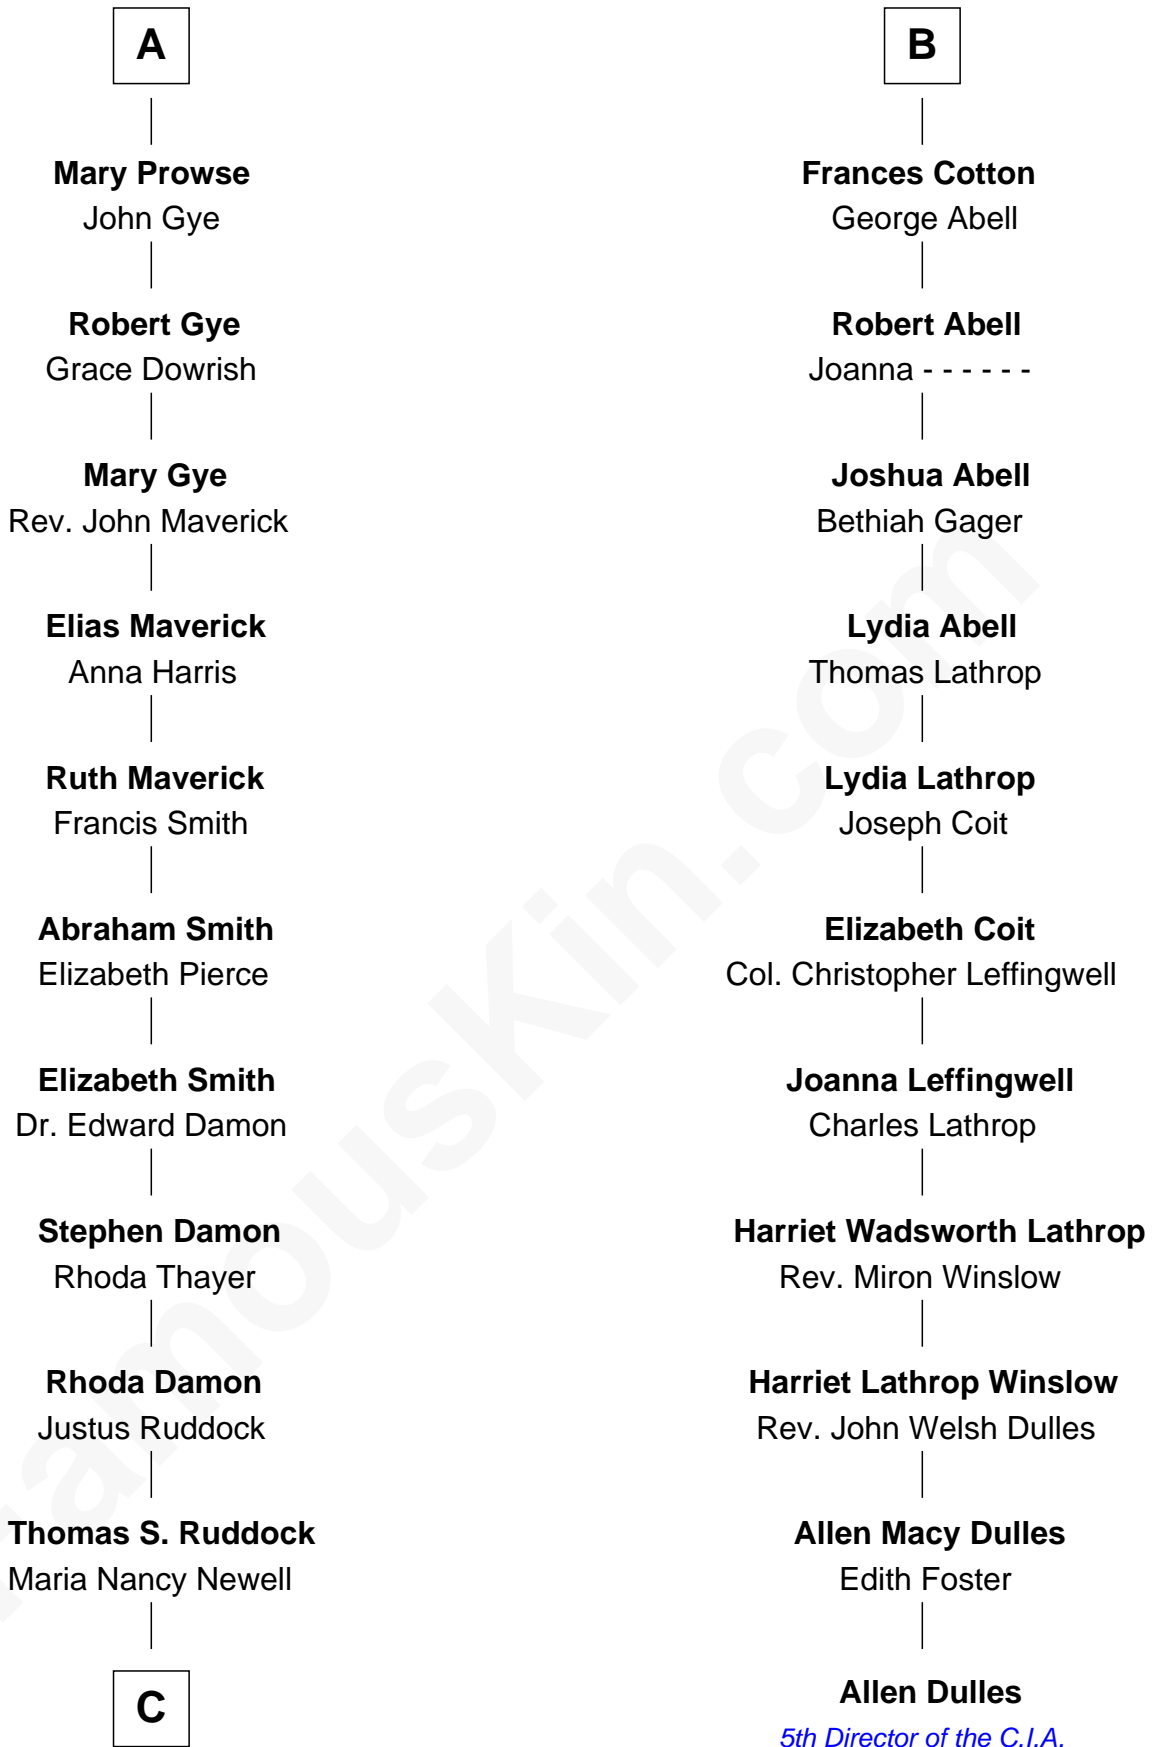 A
Mary Prowse
John Gye
Robert Gye
Grace Dowrish
Mary Gye
Rev. John Maverick
Elias Maverick
Anna Harris
Ruth Maverick
Francis Smith
Abraham Smith
Elizabeth Pierce
Elizabeth Smith
Dr. Edward Damon
Stephen Damon
Rhoda Thayer
Rhoda Damon
Justus Ruddock
Thomas S. Ruddock
Maria Nancy Newell
C
B
Frances Cotton
George Abell
Robert Abell
Joanna - - - - - -
Joshua Abell
Bethiah Gager
Lydia Abell
Thomas Lathrop
Lydia Lathrop
Joseph Coit
Elizabeth Coit
Col. Christopher Leffingwell
Joanna Leffingwell
Charles Lathrop
Harriet Wadsworth Lathrop
Rev. Miron Winslow
Harriet Lathrop Winslow
Rev. John Welsh Dulles
Allen Macy Dulles
Edith Foster
Allen Dulles
5th Director of the C.I.A.
FamousKin.com